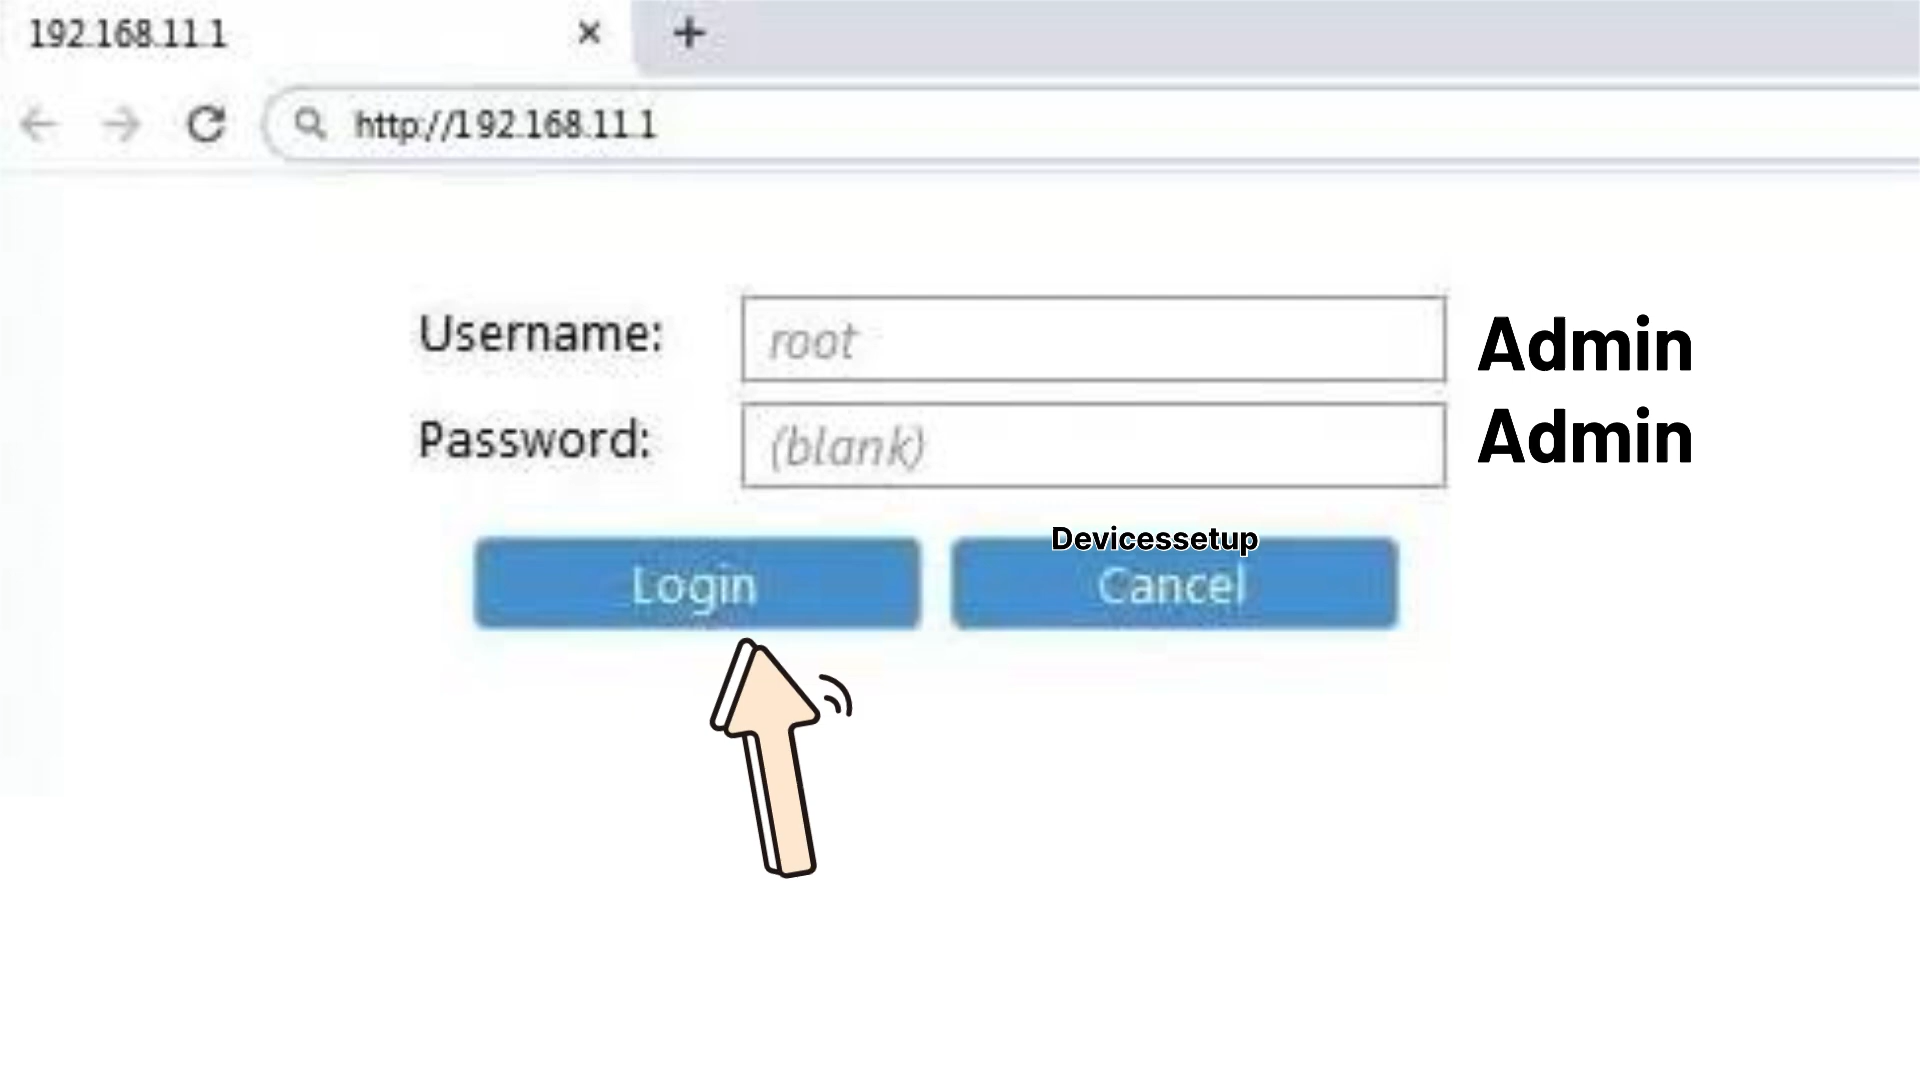 192.168.11.1
http://192.168.11.1
Username: root Admin
Password: (blank) Admin
Devicessetup
Login Cancel